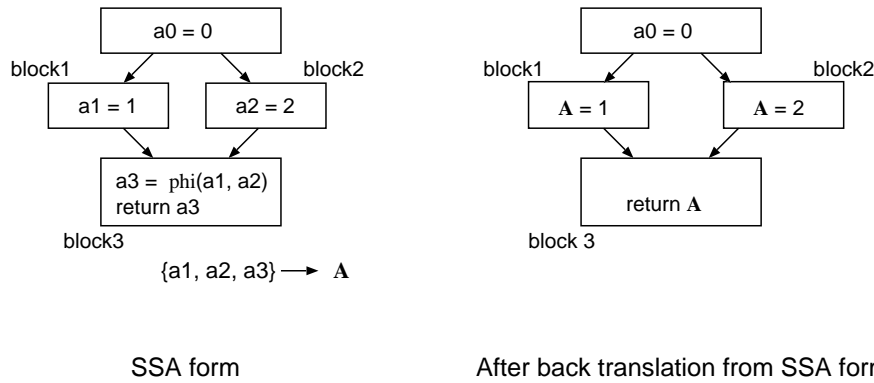 a0 = 0
block1
block2
a1 = 1
a2 = 2
a3 = phi(a1, a2)
return a3
block3
{a1, a2, a3} → A
SSA form
a0 = 0
block1
block2
A = 1
A = 2
return A
block 3
After back translation from SSA form